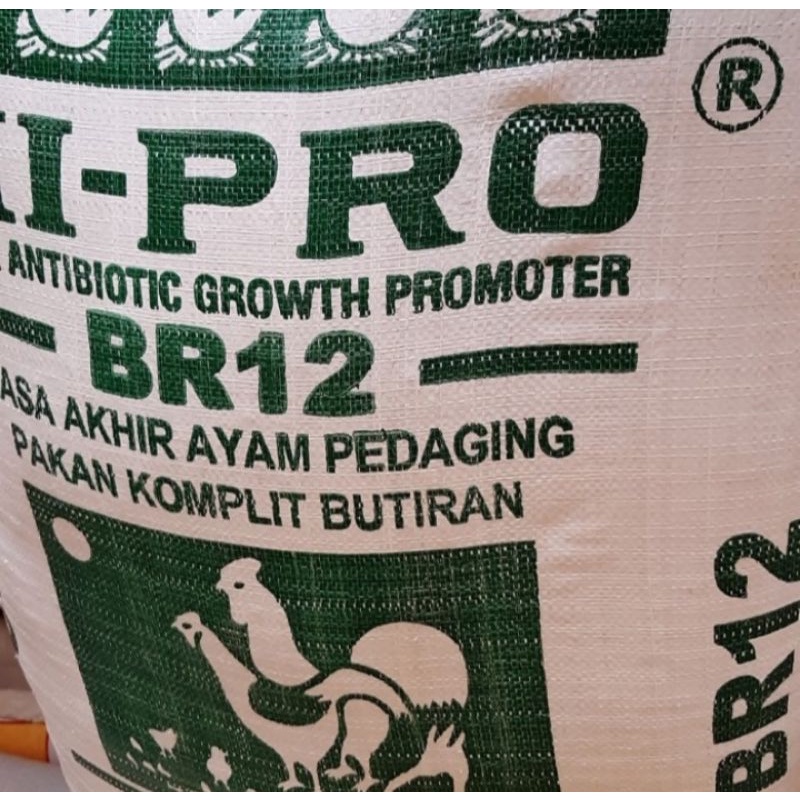 ®
I-PRO
ANTIBIOTIC GROWTH PROMOTER
BR12
ASA AKHIR AYAM PEDAGING
PAKAN KOMPLIT BUTIRAN
BR12